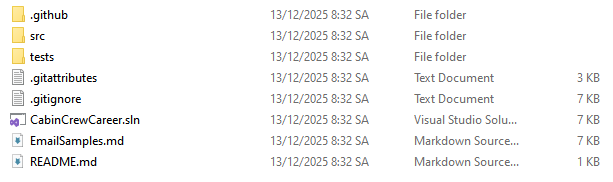 .github 13/12/2025 8:32 SA File folder
src 13/12/2025 8:32 SA File folder
tests 13/12/2025 8:32 SA File folder
.gitattributes 13/12/2025 8:32 SA Text Document 3 KB
.gitignore 13/12/2025 8:32 SA Text Document 7 KB
CabinCrewCareer.sln 13/12/2025 8:32 SA Visual Studio Solu... 7 KB
EmailSamples.md 13/12/2025 8:32 SA Markdown Source... 7 KB
README.md 13/12/2025 8:32 SA Markdown Source... 1 KB